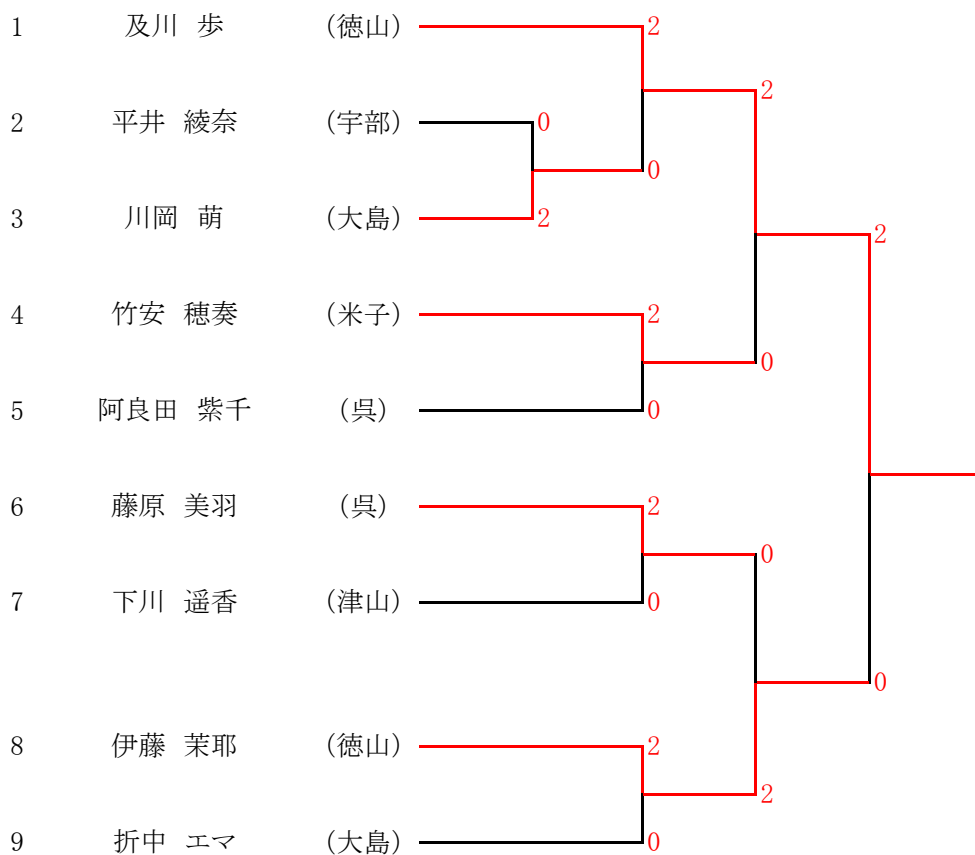 1 及川 歩 (徳山) 2
2
2 平井 綾奈 (宇部) 0
0
3 川岡 萌 (大島) 2
2
4 竹安 穂奏 (米子) 2
0
5 阿良田 紫千 (呉) 0
6 藤原 美羽 (呉) 2
0
7 下川 遥香 (津山) 0
0
8 伊藤 茉耶 (徳山) 2
2
9 折中 エマ (大島) 0